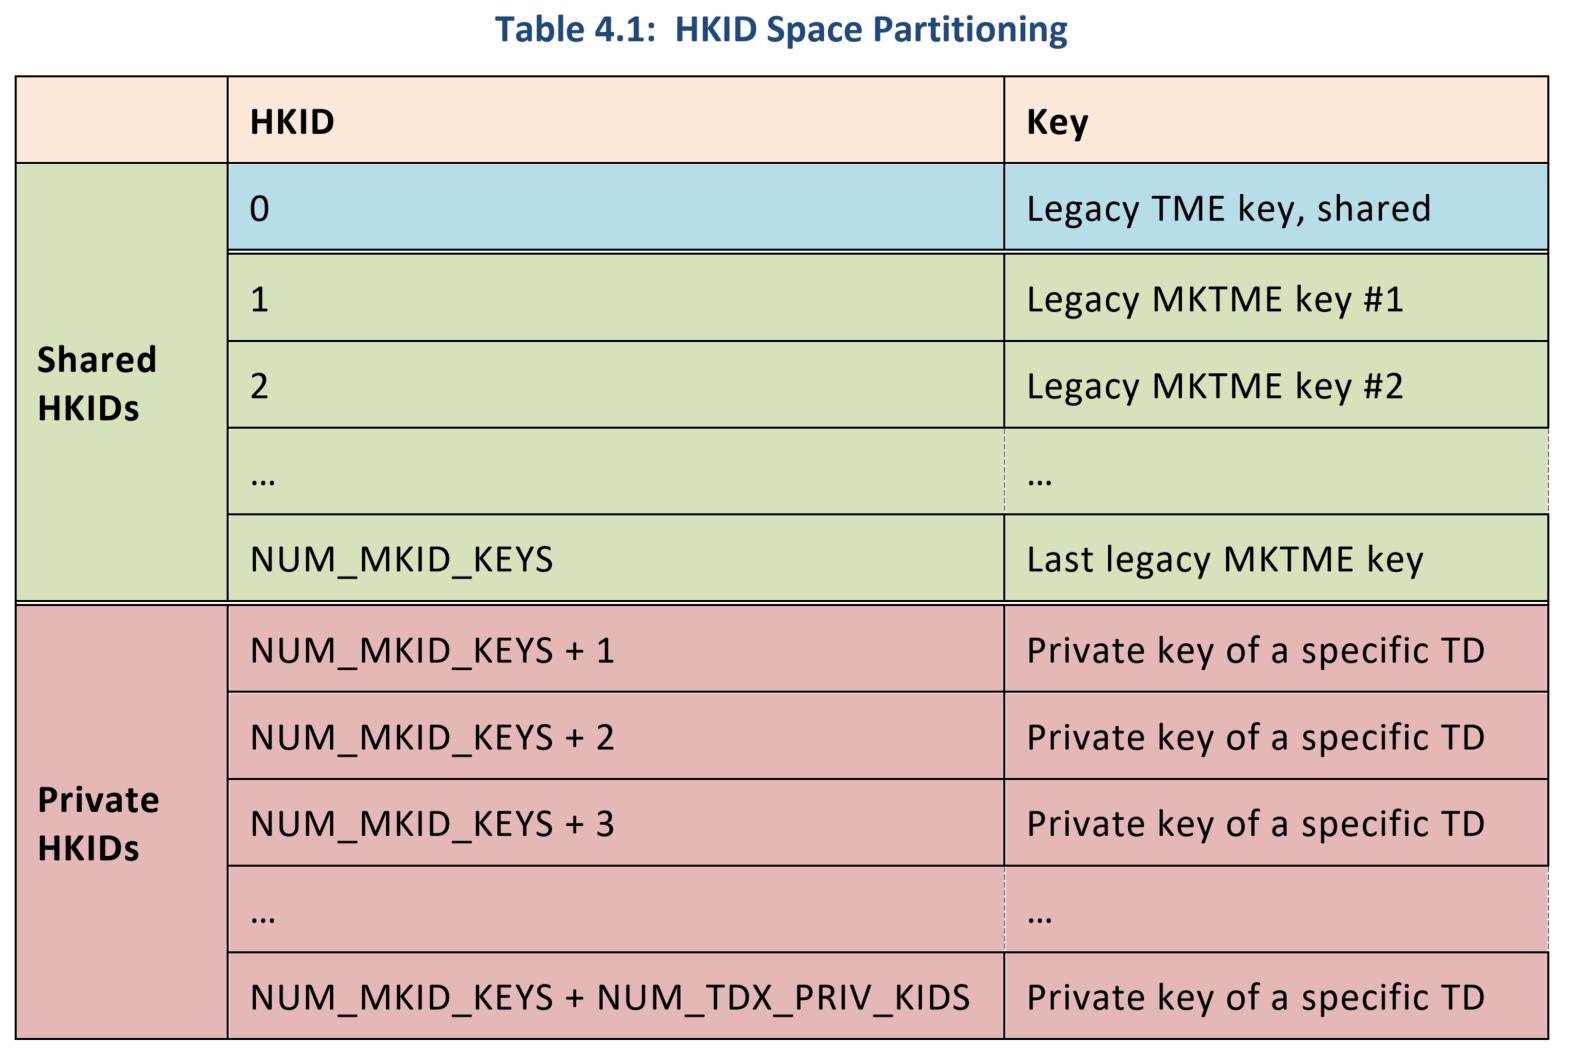 Table 4.1: HKID Space Partitioning
HKID Key
Shared
HKIDs
0 Legacy TME key, shared
1 Legacy MKTME key #1
2 Legacy MKTME key #2
... ...
NUM_MKID_KEYS Last legacy MKTME key
Private
HKIDs
NUM_MKID_KEYS + 1 Private key of a specific TD
NUM_MKID_KEYS + 2 Private key of a specific TD
NUM_MKID_KEYS + 3 Private key of a specific TD
... ...
NUM_MKID_KEYS + NUM_TDX_PRIV_KIDS Private key of a specific TD